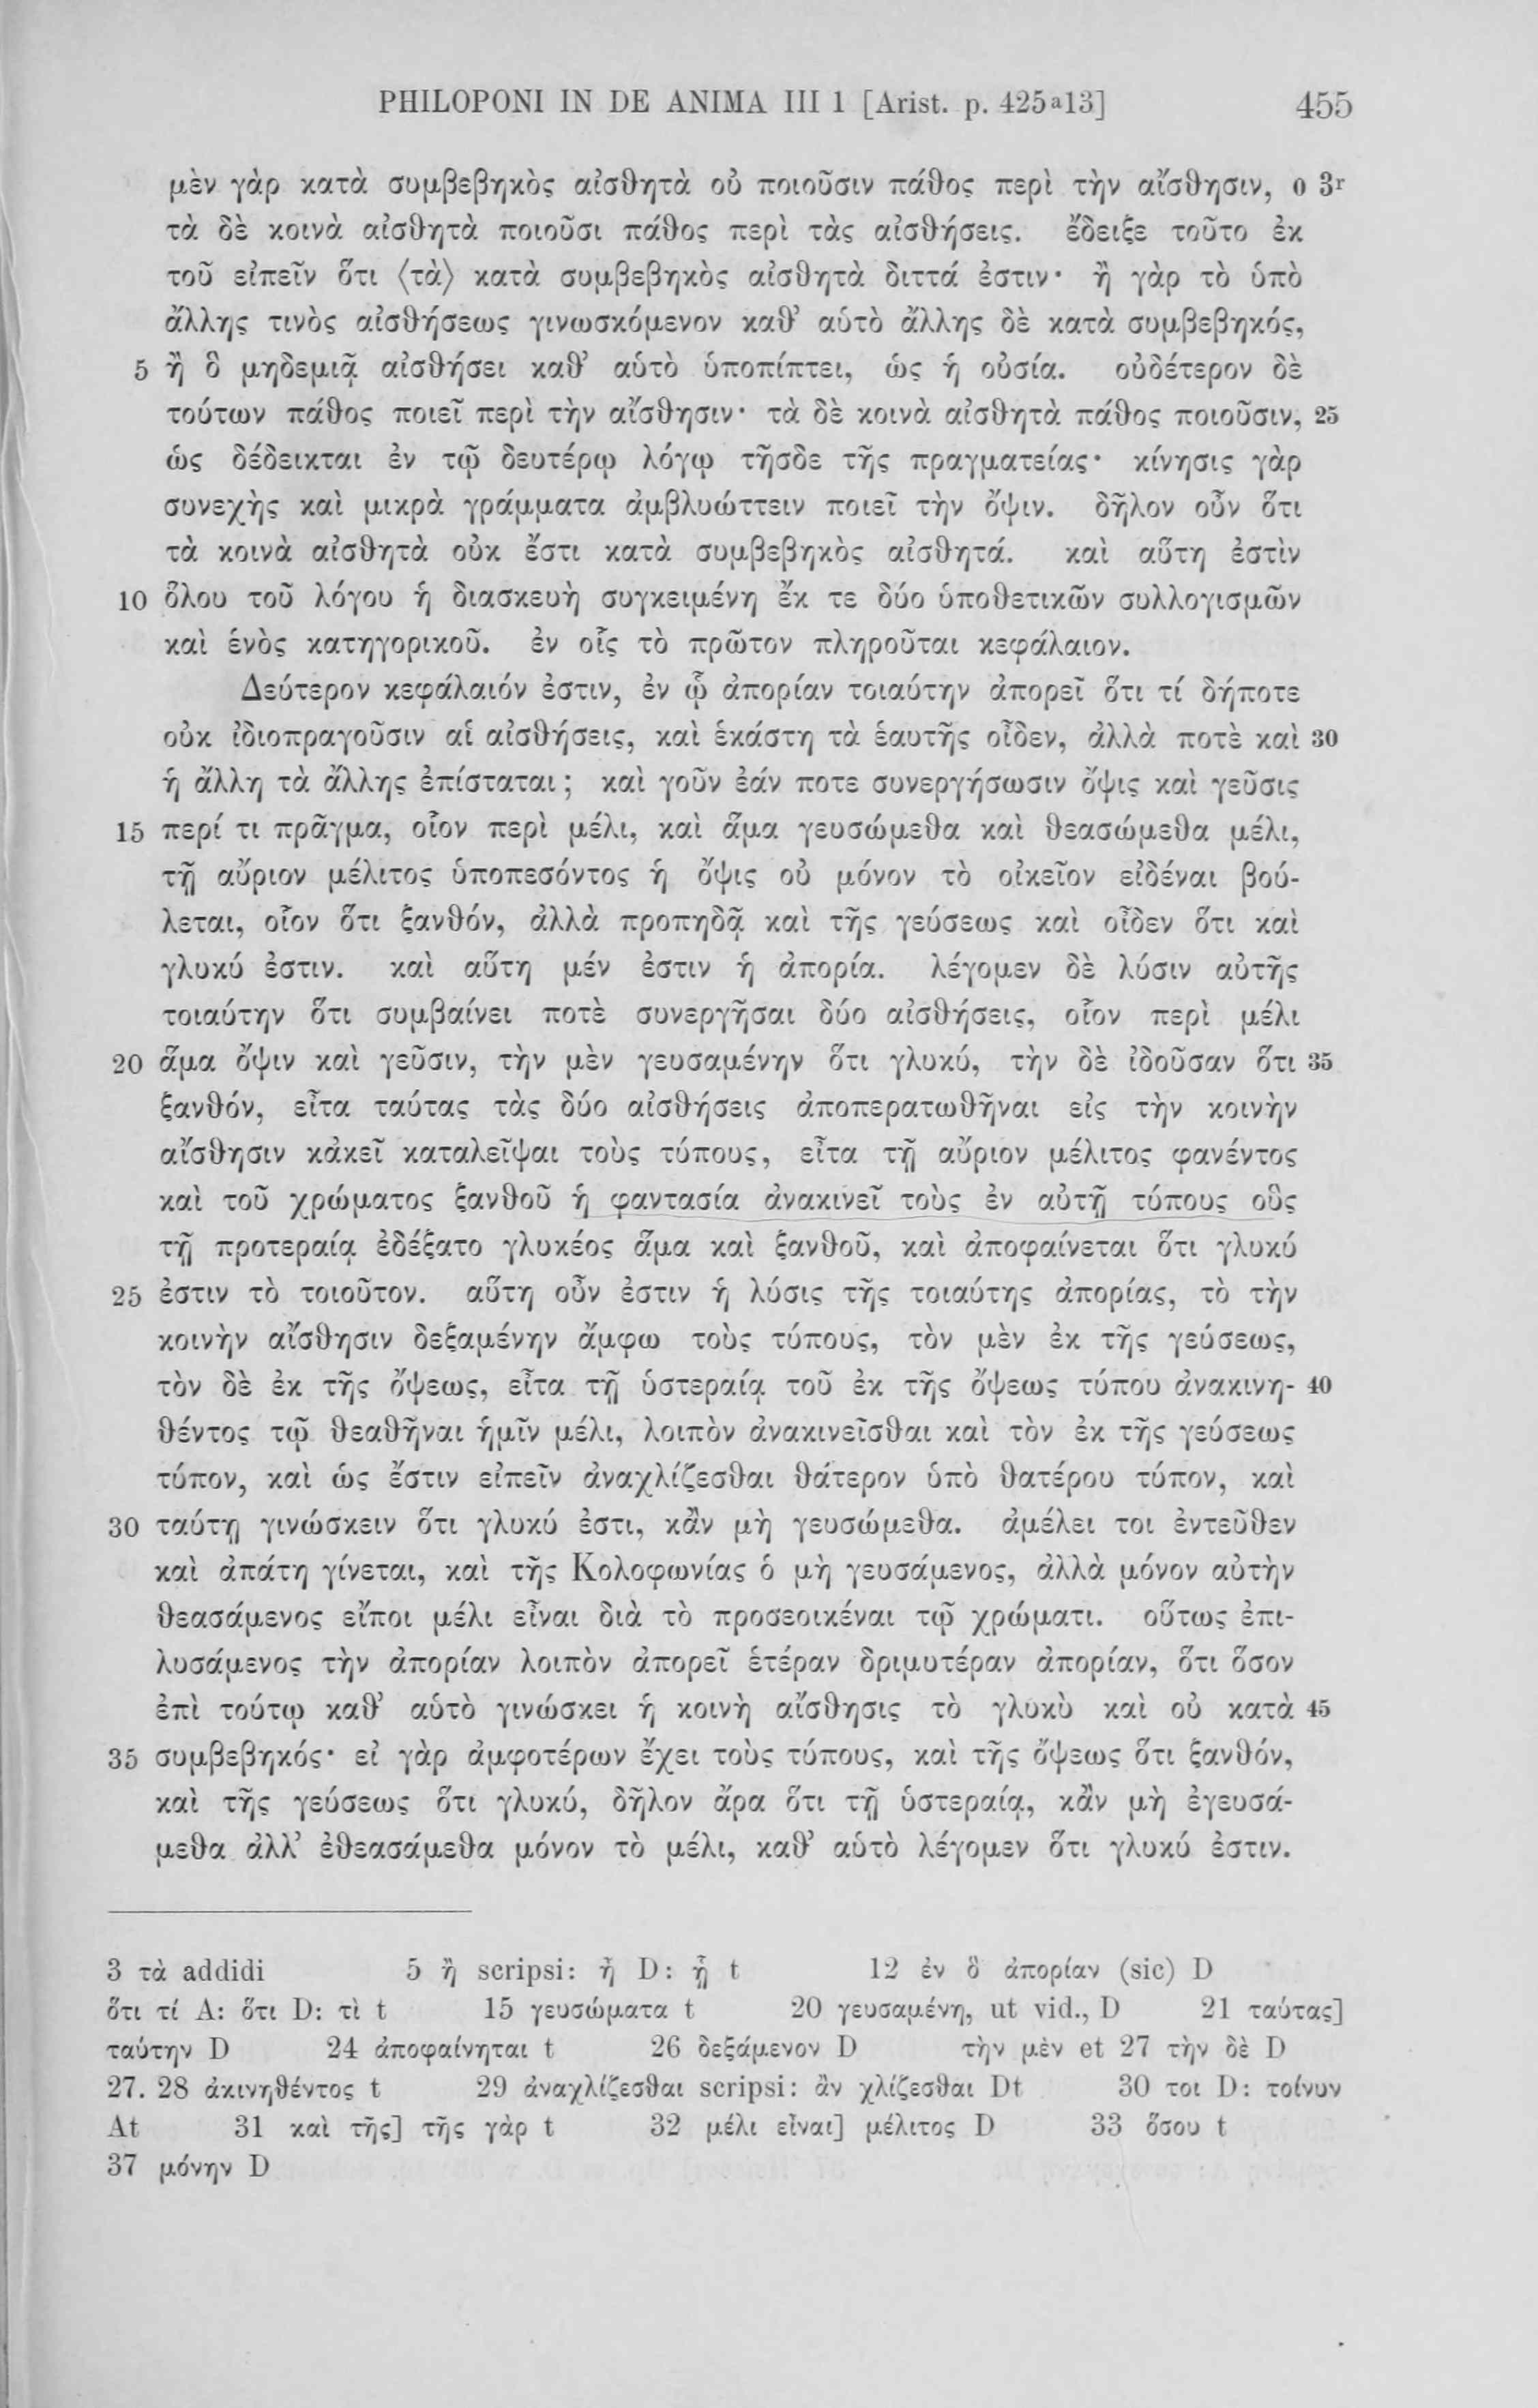 PHILOPONI IN DE ANIMA III 1 [Arist. p. 425ᵃ13] 455
μὲν γὰρ κατὰ συμβεβηκὸς αἰσθητὰ οὐ ποιοῦσιν πάθος περὶ τὴν αἴσθησιν, ο 3ʳ
τὰ δὲ κοινὰ αἰσθητὰ ποιοῦσι πάθος περὶ τὰς αἰσθήσεις. ἔδειξε τοῦτο ἐκ
τοῦ εἰπεῖν ὅτι ⟨τὰ⟩ κατὰ συμβεβηκὸς αἰσθητὰ διττά ἐστιν· ἢ γὰρ τὸ ὑπὸ
ἄλλης τινὸς αἰσθήσεως γινωσκόμενον καθ’ αὑτὸ ἄλλης δὲ κατὰ συμβεβηκός,
5 ἢ ὃ μηδεμιᾷ αἰσθήσει καθ’ αὑτὸ ὑποπίπτει, ὡς ἡ οὐσία. οὐδέτερον δὲ
τούτων πάθος ποιεῖ περὶ τὴν αἴσθησιν· τὰ δὲ κοινὰ αἰσθητὰ πάθος ποιοῦσιν, 25
ὡς δέδεικται ἐν τῷ δευτέρῳ λόγῳ τῆσδε τῆς πραγματείας· κίνησις γὰρ
συνεχὴς καὶ μικρὰ γράμματα ἀμβλυώττειν ποιεῖ τὴν ὄψιν. δῆλον οὖν ὅτι
τὰ κοινὰ αἰσθητὰ οὐκ ἔστι κατὰ συμβεβηκὸς αἰσθητά. καὶ αὕτη ἐστὶν
10 ὅλου τοῦ λόγου ἡ διασκευὴ συγκειμένη ἔκ τε δύο ὑποθετικῶν συλλογισμῶν
καὶ ἑνὸς κατηγορικοῦ. ἐν οἷς τὸ πρῶτον πληροῦται κεφάλαιον.
Δεύτερον κεφάλαιόν ἐστιν, ἐν ᾧ ἀπορίαν τοιαύτην ἀπορεῖ ὅτι τί δήποτε
οὐκ ἰδιοπραγοῦσιν αἱ αἰσθήσεις, καὶ ἑκάστη τὰ ἑαυτῆς οἶδεν, ἀλλὰ ποτὲ καὶ 30
ἡ ἄλλη τὰ ἄλλης ἐπίσταται; καὶ γοῦν ἐάν ποτε συνεργήσωσιν ὄψις καὶ γεῦσις
15 περί τι πρᾶγμα, οἷον περὶ μέλι, καὶ ἅμα γευσώμεθα καὶ θεασώμεθα μέλι,
τῇ αὔριον μέλιτος ὑποπεσόντος ἡ ὄψις οὐ μόνον τὸ οἰκεῖον εἰδέναι βού-
λεται, οἷον ὅτι ξανθόν, ἀλλὰ προπηδᾷ καὶ τῆς γεύσεως καὶ οἶδεν ὅτι καὶ
γλυκύ ἐστιν. καὶ αὕτη μέν ἐστιν ἡ ἀπορία. λέγομεν δὲ λύσιν αὐτῆς
τοιαύτην ὅτι συμβαίνει ποτὲ συνεργῆσαι δύο αἰσθήσεις, οἷον περὶ μέλι
20 ἅμα ὄψιν καὶ γεῦσιν, τὴν μὲν γευσαμένην ὅτι γλυκύ, τὴν δὲ ἰδοῦσαν ὅτι 35
ξανθόν, εἶτα ταύτας τὰς δύο αἰσθήσεις ἀποπερατωθῆναι εἰς τὴν κοινὴν
αἴσθησιν κἀκεῖ καταλεῖψαι τοὺς τύπους, εἶτα τῇ αὔριον μέλιτος φανέντος
καὶ τοῦ χρώματος ξανθοῦ ἡ φαντασία ἀνακινεῖ τοὺς ἐν αὐτῇ τύπους οὓς
τῇ προτεραίᾳ ἐδέξατο γλυκέος ἅμα καὶ ξανθοῦ, καὶ ἀποφαίνεται ὅτι γλυκύ
25 ἐστιν τὸ τοιοῦτον. αὕτη οὖν ἐστιν ἡ λύσις τῆς τοιαύτης ἀπορίας, τὸ τὴν
κοινὴν αἴσθησιν δεξαμένην ἄμφω τοὺς τύπους, τὸν μὲν ἐκ τῆς γεύσεως,
τὸν δὲ ἐκ τῆς ὄψεως, εἶτα τῇ ὑστεραίᾳ τοῦ ἐκ τῆς ὄψεως τύπου ἀνακινη- 40
θέντος τῷ θεαθῆναι ἡμῖν μέλι, λοιπὸν ἀνακινεῖσθαι καὶ τὸν ἐκ τῆς γεύσεως
τύπον, καὶ ὡς ἔστιν εἰπεῖν ἀναχλίζεσθαι θάτερον ὑπὸ θατέρου τύπον, καὶ
30 ταύτῃ γινώσκειν ὅτι γλυκύ ἐστι, κἂν μὴ γευσώμεθα. ἀμέλει τοι ἐντεῦθεν
καὶ ἀπάτη γίνεται, καὶ τῆς Κολοφωνίας ὁ μὴ γευσάμενος, ἀλλὰ μόνον αὐτὴν
θεασάμενος εἴποι μέλι εἶναι διὰ τὸ προσεοικέναι τῷ χρώματι. οὕτως ἐπι-
λυσάμενος τὴν ἀπορίαν λοιπὸν ἀπορεῖ ἑτέραν δριμυτέραν ἀπορίαν, ὅτι ὅσον
ἐπὶ τούτῳ καθ’ αὑτὸ γινώσκει ἡ κοινὴ αἴσθησις τὸ γλυκὺ καὶ οὐ κατὰ 45
35 συμβεβηκός· εἰ γὰρ ἀμφοτέρων ἔχει τοὺς τύπους, καὶ τῆς ὄψεως ὅτι ξανθόν,
καὶ τῆς γεύσεως ὅτι γλυκύ, δῆλον ἄρα ὅτι τῇ ὑστεραίᾳ, κἂν μὴ ἐγευσά-
μεθα ἀλλ’ ἐθεασάμεθα μόνον τὸ μέλι, καθ’ αὑτὸ λέγομεν ὅτι γλυκύ ἐστιν.
3 τὰ addidi 5 ἢ scripsi: ἦ D: ᾖ t 12 ἐν ὃ ἀπορίαν (sic) D
ὅτι τί A: ὅτι D: τὶ t 15 γευσώματα t 20 γευσαμένη, ut vid., D 21 ταύτας]
ταύτην D 24 ἀποφαίνηται t 26 δεξάμενον D τὴν μὲν et 27 τὴν δὲ D
27. 28 ἀκινηθέντος t 29 ἀναχλίζεσθαι scripsi: ἂν χλίζεσθαι Dt 30 τοι D: τοίνυν
At 31 καὶ τῆς] τῆς γὰρ t 32 μέλι εἶναι] μέλιτος D 33 ὅσου t
37 μόνην D